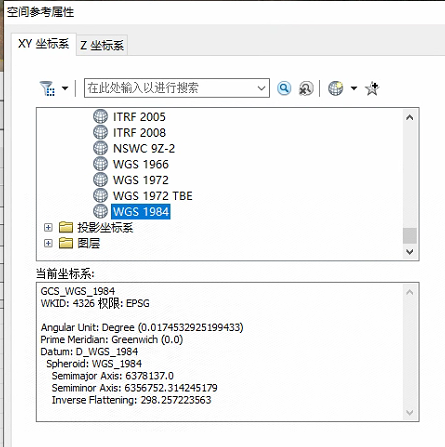 空间参考属性
XY 坐标系
Z 坐标系
在此处输入以进行搜索
ITRF 2005
ITRF 2008
NSWC 9Z-2
WGS 1966
WGS 1972
WGS 1972 TBE
WGS 1984
投影坐标系
图层
当前坐标系:
GCS_WGS_1984
WKID: 4326 权限: EPSG
Angular Unit: Degree (0.0174532925199433)
Prime Meridian: Greenwich (0.0)
Datum: D_WGS_1984
Spheroid: WGS_1984
Semimajor Axis: 6378137.0
Semiminor Axis: 6356752.314245179
Inverse Flattening: 298.257223563